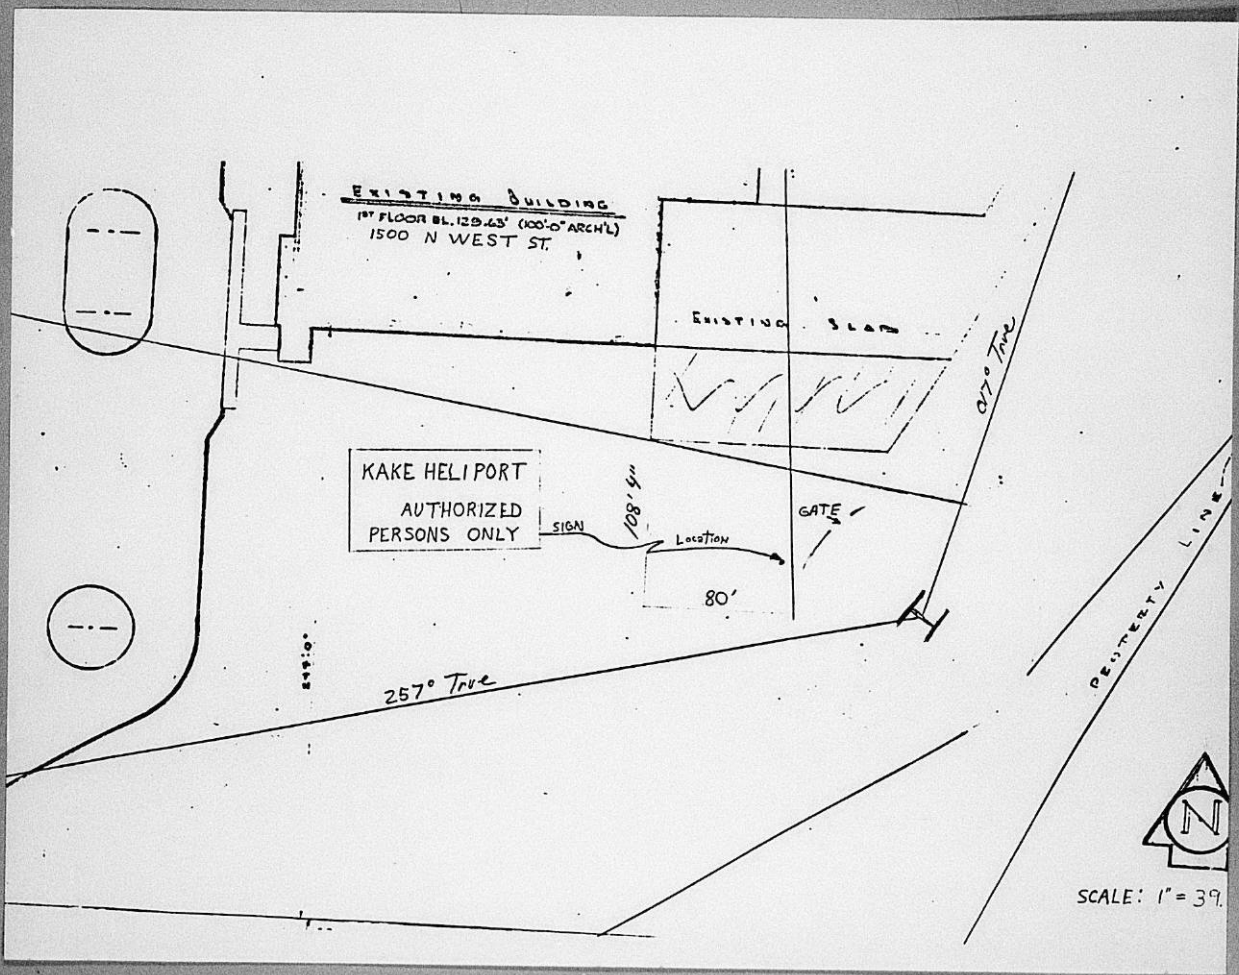 EXISTING BUILDING
1ST FLOOR EL. 129.63' (100'-0" ARCH'L)
1500 N WEST ST.
EXISTING SLAB
017° True
KAKE HELIPORT
AUTHORIZED
PERSONS ONLY
SIGN
108' 4"
Location
GATE
80'
257° True
PROPERTY LINE
N
SCALE: 1" = 39.